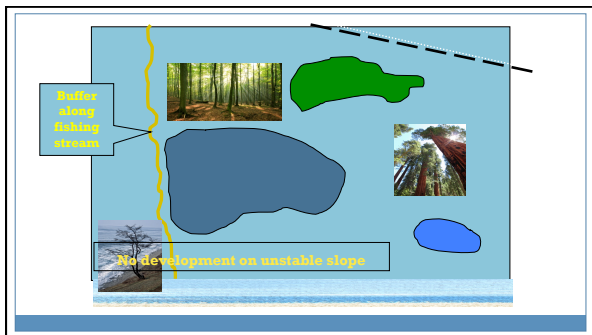 Buffer
along
fishing
stream
No development on unstable slope